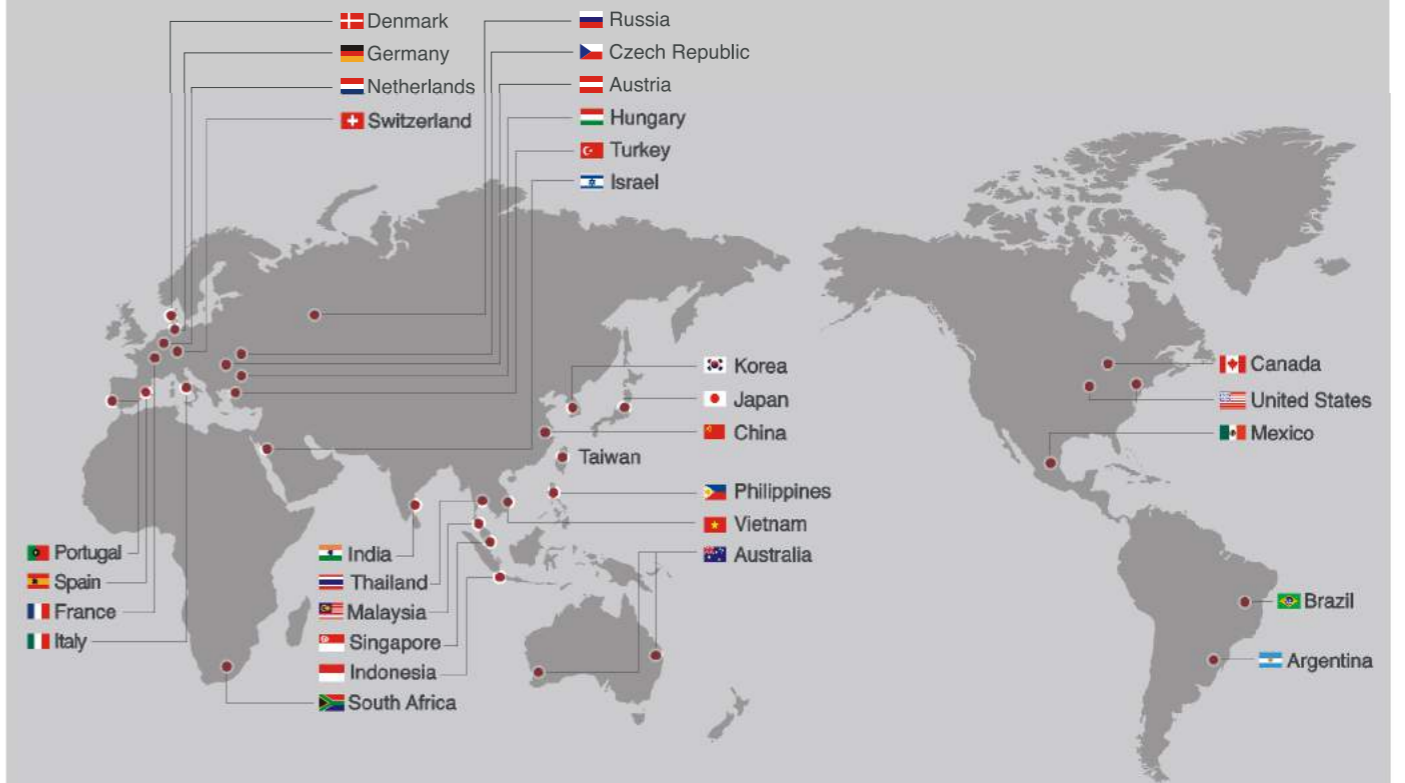 Denmark
Germany
Netherlands
Switzerland
Russia
Czech Republic
Austria
Hungary
Turkey
Israel
Korea
Japan
China
Taiwan
Philippines
Vietnam
Australia
Canada
United States
Mexico
Portugal
Spain
France
Italy
India
Thailand
Malaysia
Singapore
Indonesia
South Africa
Brazil
Argentina